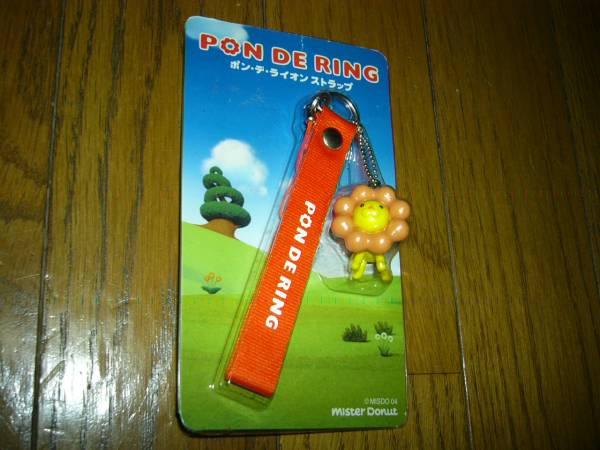 PON DE RING
ポン・デ・ライオン ストラップ
PON DE RING
© MISDO 04
mister Donut